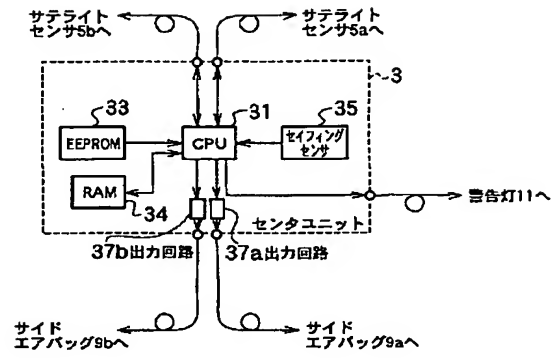 サテライト
センサ5bへ
サテライト
センサ5aへ
3
33
31
35
EEPROM
CPU
セイフィング
センサ
RAM
34
警告灯11へ
センタユニット
37b出力回路
37a出力回路
サイド
エアバッグ9bへ
サイド
エアバッグ9aへ